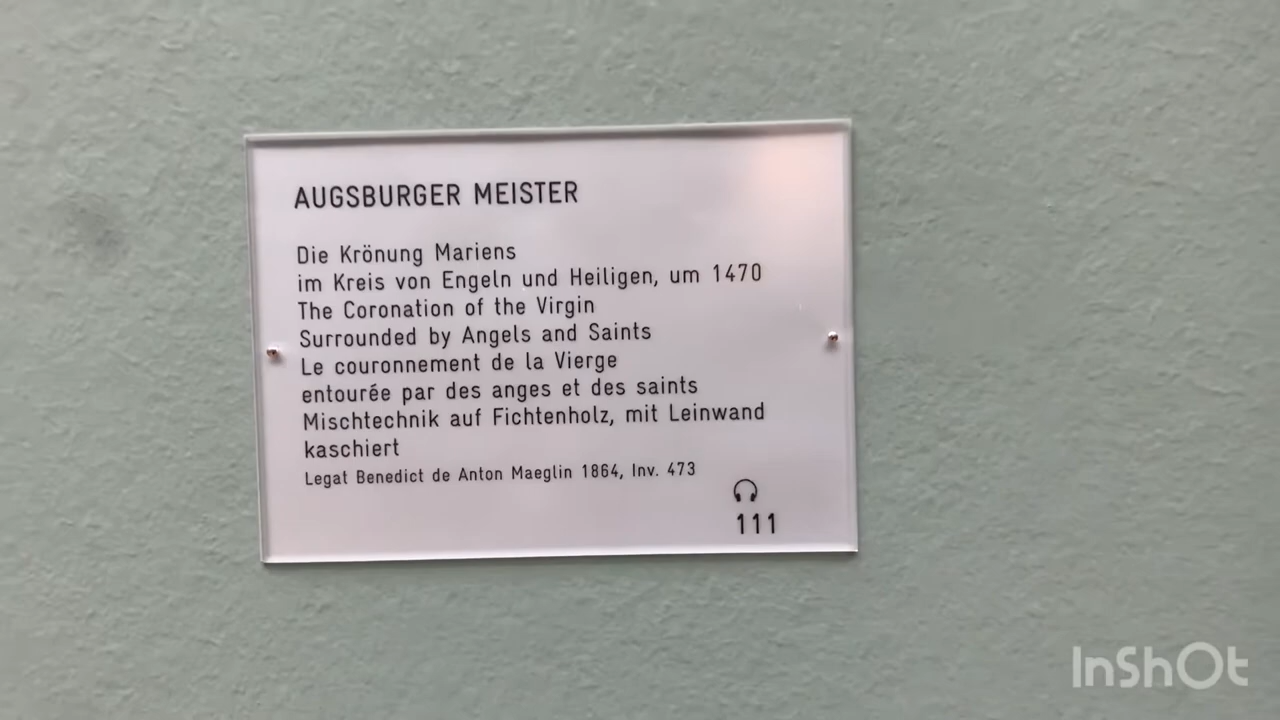 AUGSBURGER MEISTER
Die Krönung Mariens
im Kreis von Engeln und Heiligen, um 1470
The Coronation of the Virgin
Surrounded by Angels and Saints
Le couronnement de la Vierge
entourée par des anges et des saints
Mischtechnik auf Fichtenholz, mit Leinwand
kaschiert
Legat Benedict de Anton Maeglin 1864, Inv. 473
111
InShOt